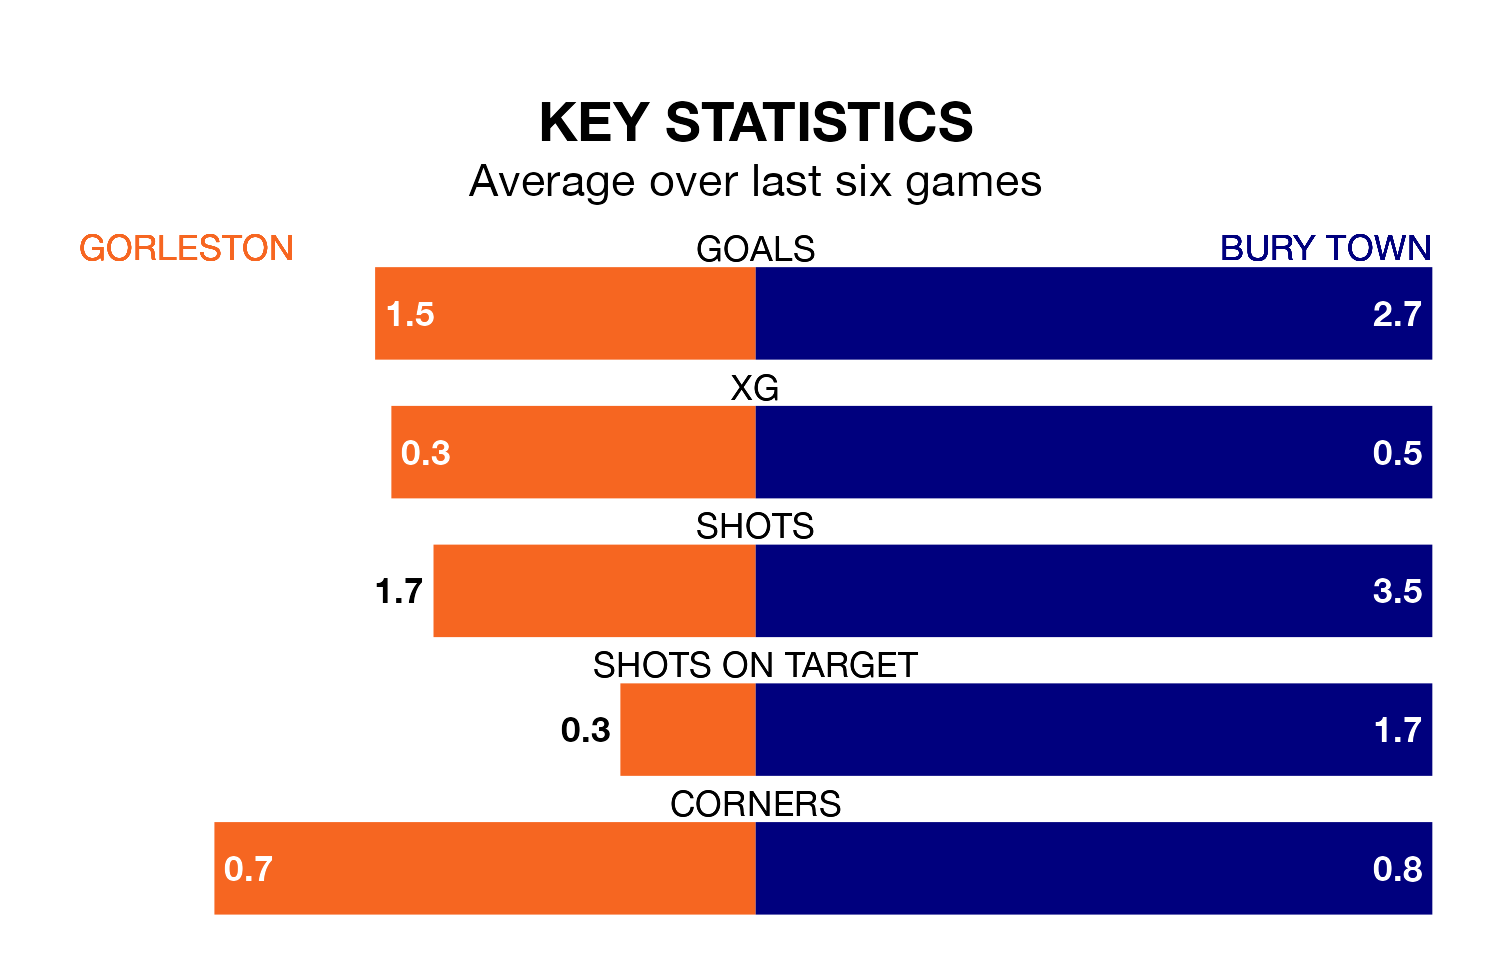 KEY STATISTICS
Average over last six games
GORLESTON GOALS BURY TOWN
1.5 2.7
XG
0.3 0.5
SHOTS
1.7 3.5
SHOTS ON TARGET
0.3 1.7
CORNERS
0.7 0.8